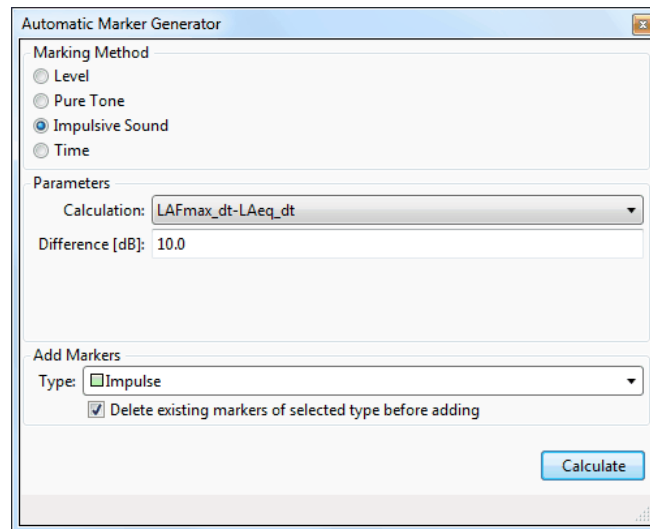 Automatic Marker Generator
Marking Method
Level
Pure Tone
Impulsive Sound
Time
Parameters
Calculation: LAFmax_dt-LAeq_dt
Difference [dB]: 10.0
Add Markers
Type: Impulse
Delete existing markers of selected type before adding
Calculate